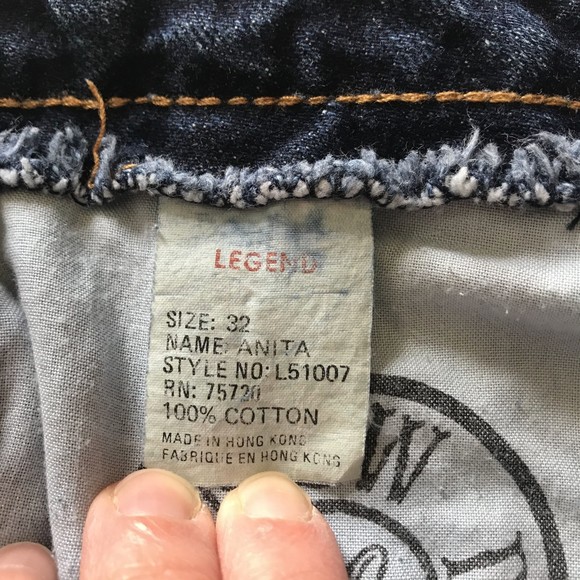 LEGEND
SIZE: 32
NAME: ANITA
STYLE NO: L51007
RN: 75720
100% COTTON
MADE IN HONG KONG
FABRIQUE EN HONG KONG
W